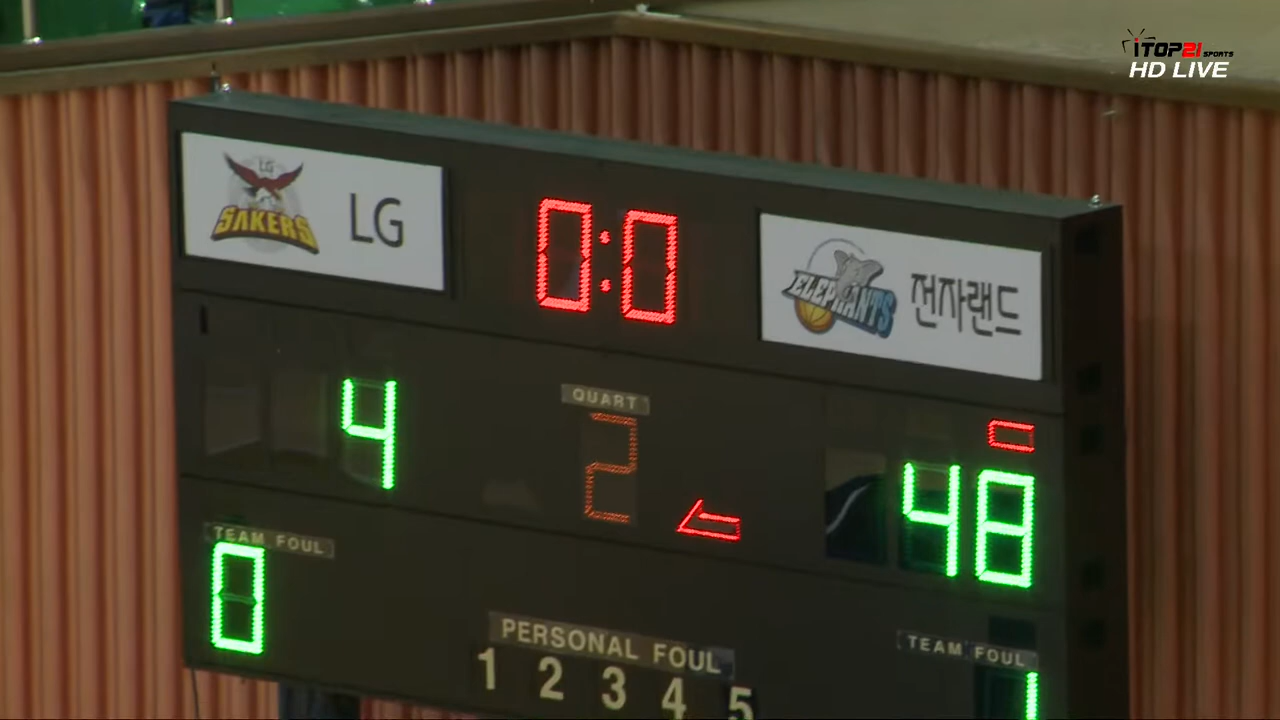 iTOP21 SPORTS
HD LIVE
LG
SAKERS
LG
0:0
ELEPHANTS
전자랜드
4
QUART
2
48
TEAM FOUL
0
PERSONAL FOUL
1 2 3 4 5
TEAM FOUL
1